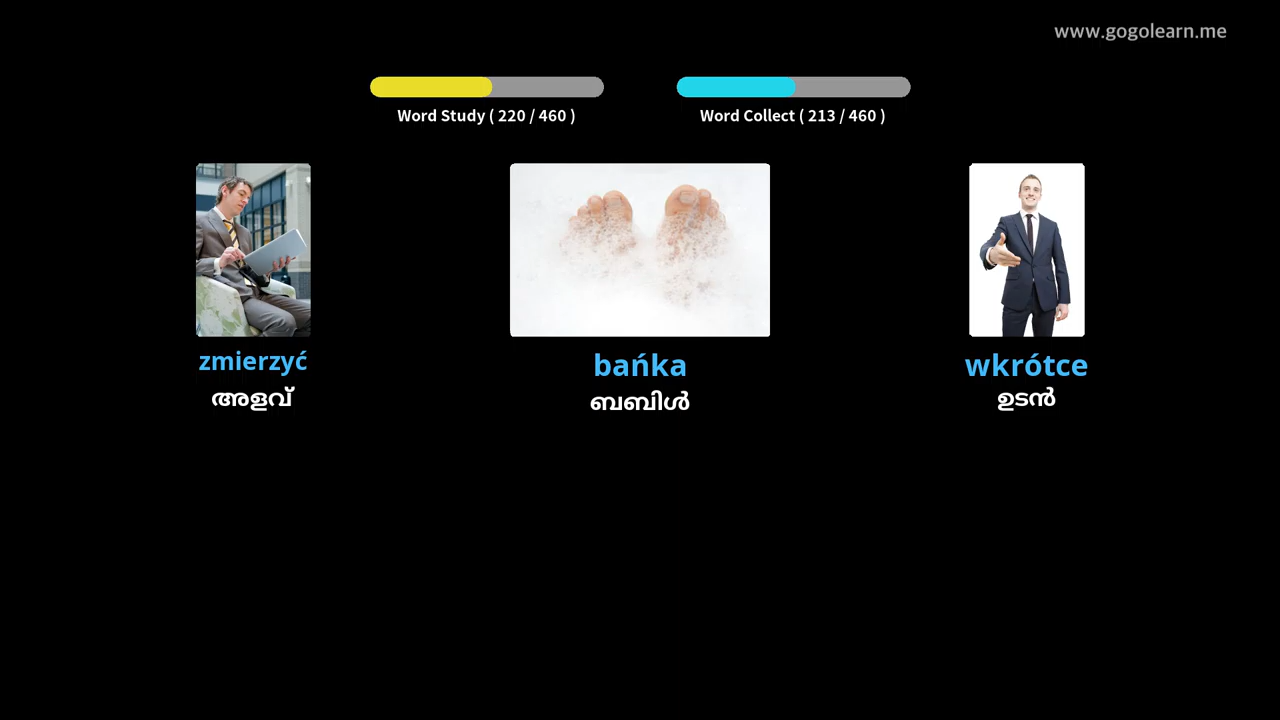 www.gogolearn.me
Word Study ( 220 / 460 )
Word Collect ( 213 / 460 )
zmierzyć
bańka
wkrótce
അളവ്
ബബിൾ
ഉടൻ